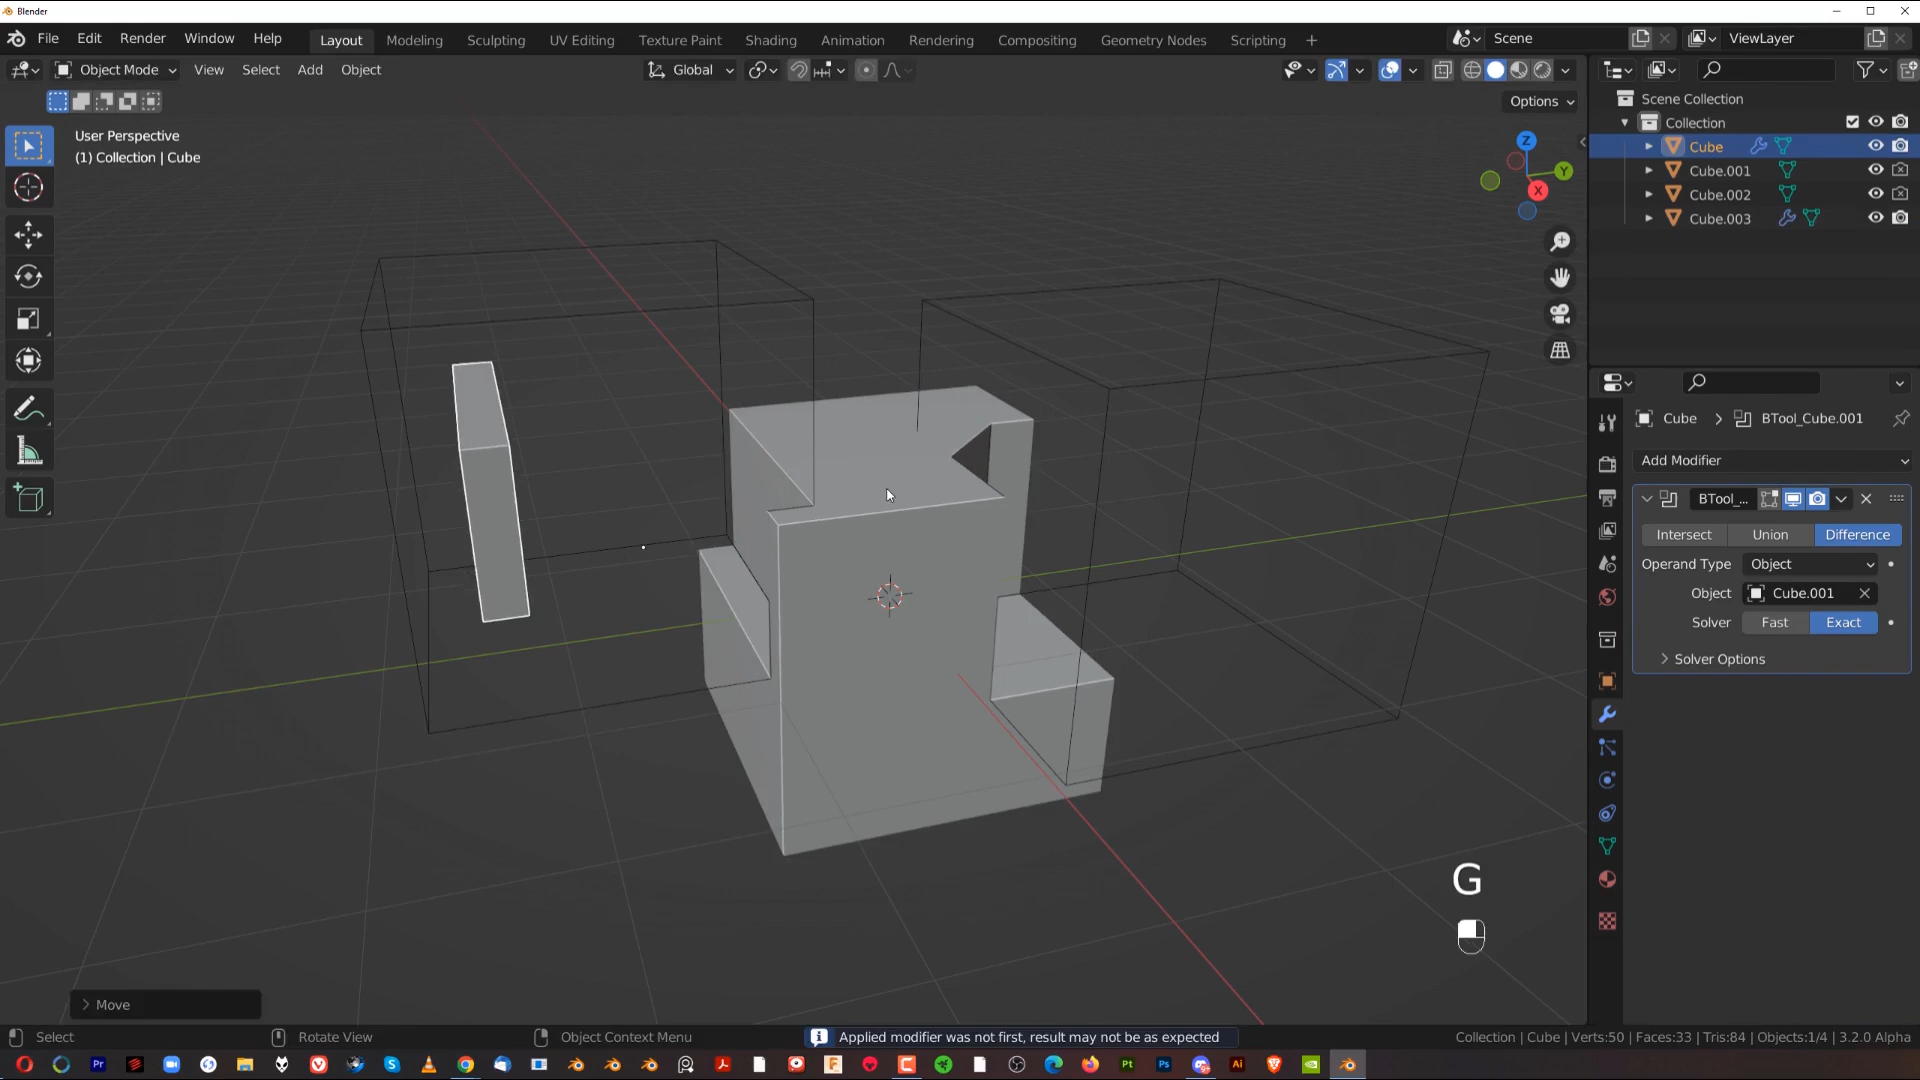 Blender
File Edit Render Window Help
Layout Modeling Sculpting UV Editing Texture Paint Shading Animation Rendering Compositing Geometry Nodes Scripting +
Scene
ViewLayer
Object Mode View Select Add Object
Global
Options
User Perspective
(1) Collection | Cube
Z
Y
X
Scene Collection
Collection
Cube
Cube.001
Cube.002
Cube.003
Cube > BTool_Cube.001
Add Modifier
BTool_...
Intersect Union Difference
Operand Type Object
Object Cube.001
Solver Fast Exact
Solver Options
G
Move
Select
Rotate View
Object Context Menu
Applied modifier was not first, result may not be as expected
Collection | Cube | Verts:50 | Faces:33 | Tris:84 | Objects:1/4 | 3.2.0 Alpha
Pr
S
F
Pt
Ps
Ai